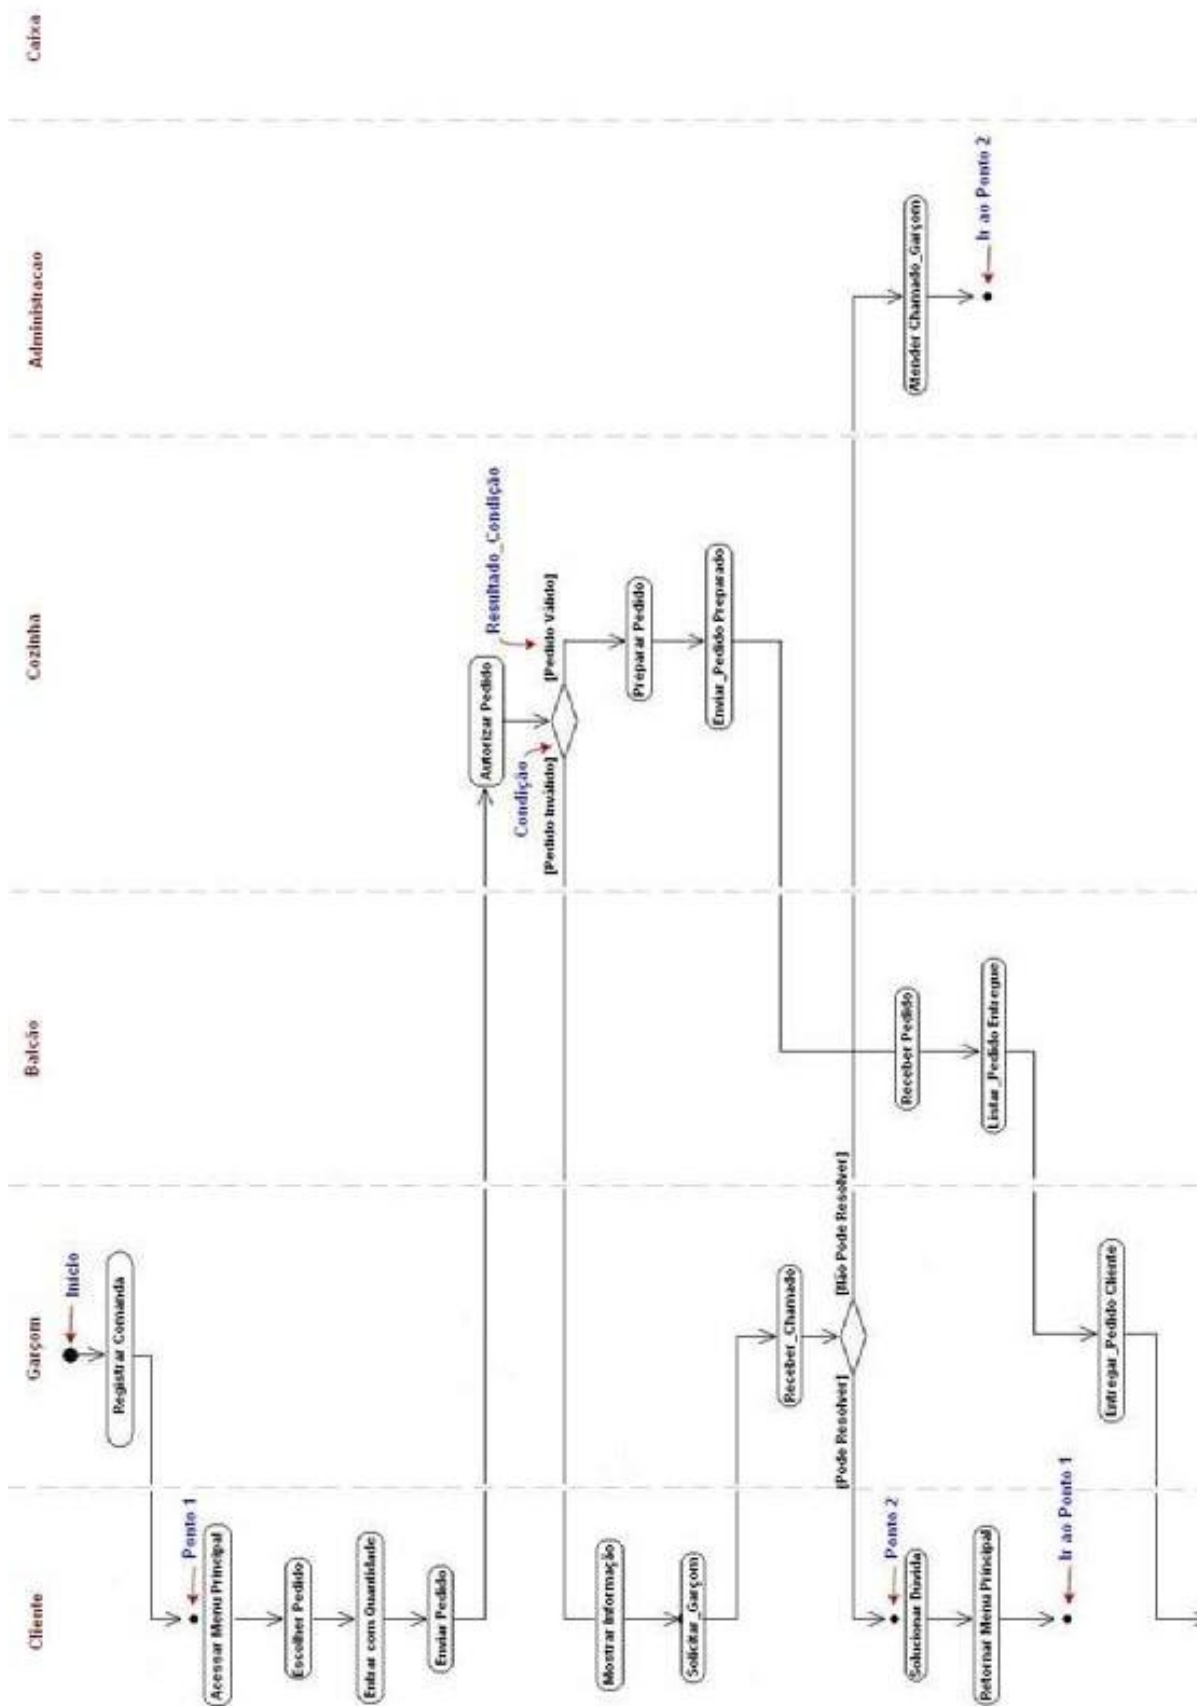 Cliente
Garçom
Balcão
Cozinha
Administracao
Caixa
Início
Registrar Comanda
Ponto 1
Acessar Menu Principal
Escolher Pedido
Entrar com Quantidade
Enviar Pedido
Autorizar Pedido
Condição
Resultado_Condição
[Pedido Inválido]
[Pedido Válido]
Mostrar Informação
Preparar Pedido
Solicitar_Garçom
Enviar_Pedido Preparado
Receber_Chamado
[Pode Resolver]
[Não Pode Resolver]
Ponto 2
Solucionar Dúvida
Receber Pedido
Atender Chamado_Garçom
Retornar Menu Principal
Listar_Pedido Entregue
Ir ao Ponto 2
Ir ao Ponto 1
Entregar_Pedido Cliente